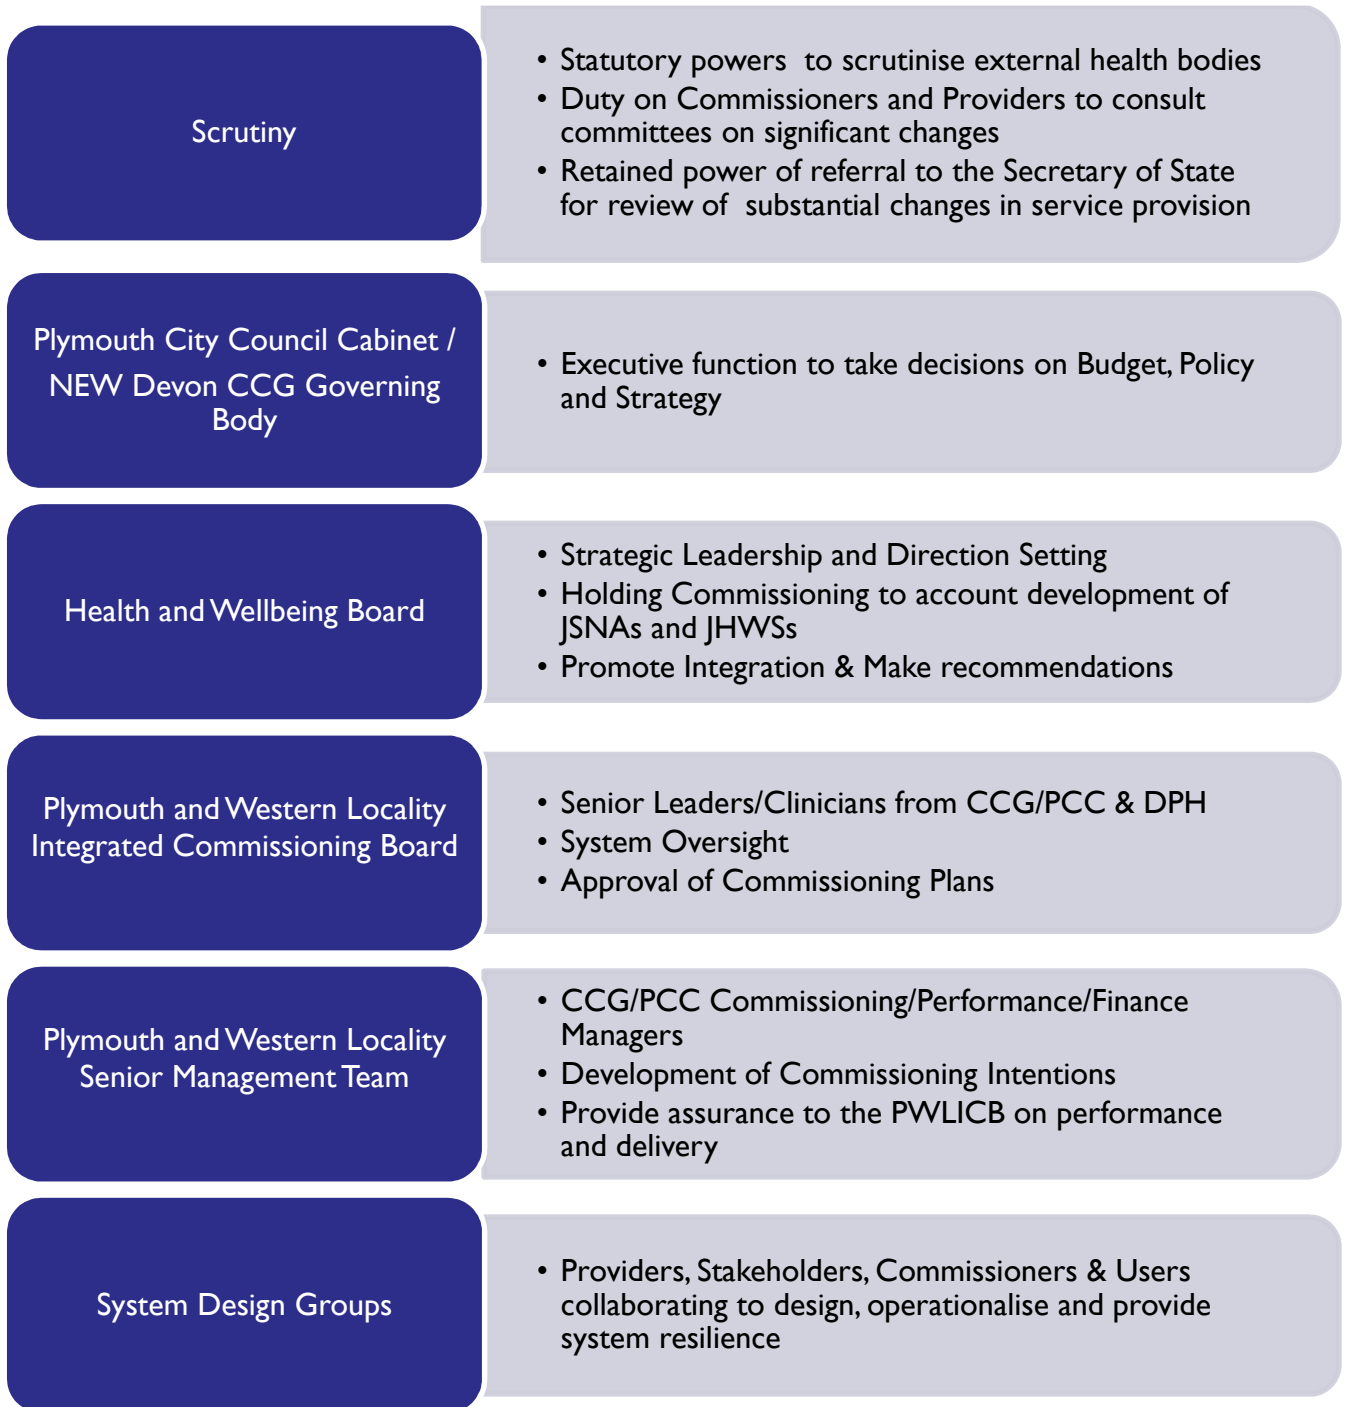 Scrutiny
• Statutory powers to scrutinise external health bodies
• Duty on Commissioners and Providers to consult
committees on significant changes
• Retained power of referral to the Secretary of State
for review of substantial changes in service provision
Plymouth City Council Cabinet /
NEW Devon CCG Governing
Body
• Executive function to take decisions on Budget, Policy
and Strategy
Health and Wellbeing Board
• Strategic Leadership and Direction Setting
• Holding Commissioning to account development of
JSNAs and JHWSs
• Promote Integration & Make recommendations
Plymouth and Western Locality
Integrated Commissioning Board
• Senior Leaders/Clinicians from CCG/PCC & DPH
• System Oversight
• Approval of Commissioning Plans
Plymouth and Western Locality
Senior Management Team
• CCG/PCC Commissioning/Performance/Finance
Managers
• Development of Commissioning Intentions
• Provide assurance to the PWLICB on performance
and delivery
System Design Groups
• Providers, Stakeholders, Commissioners & Users
collaborating to design, operationalise and provide
system resilience